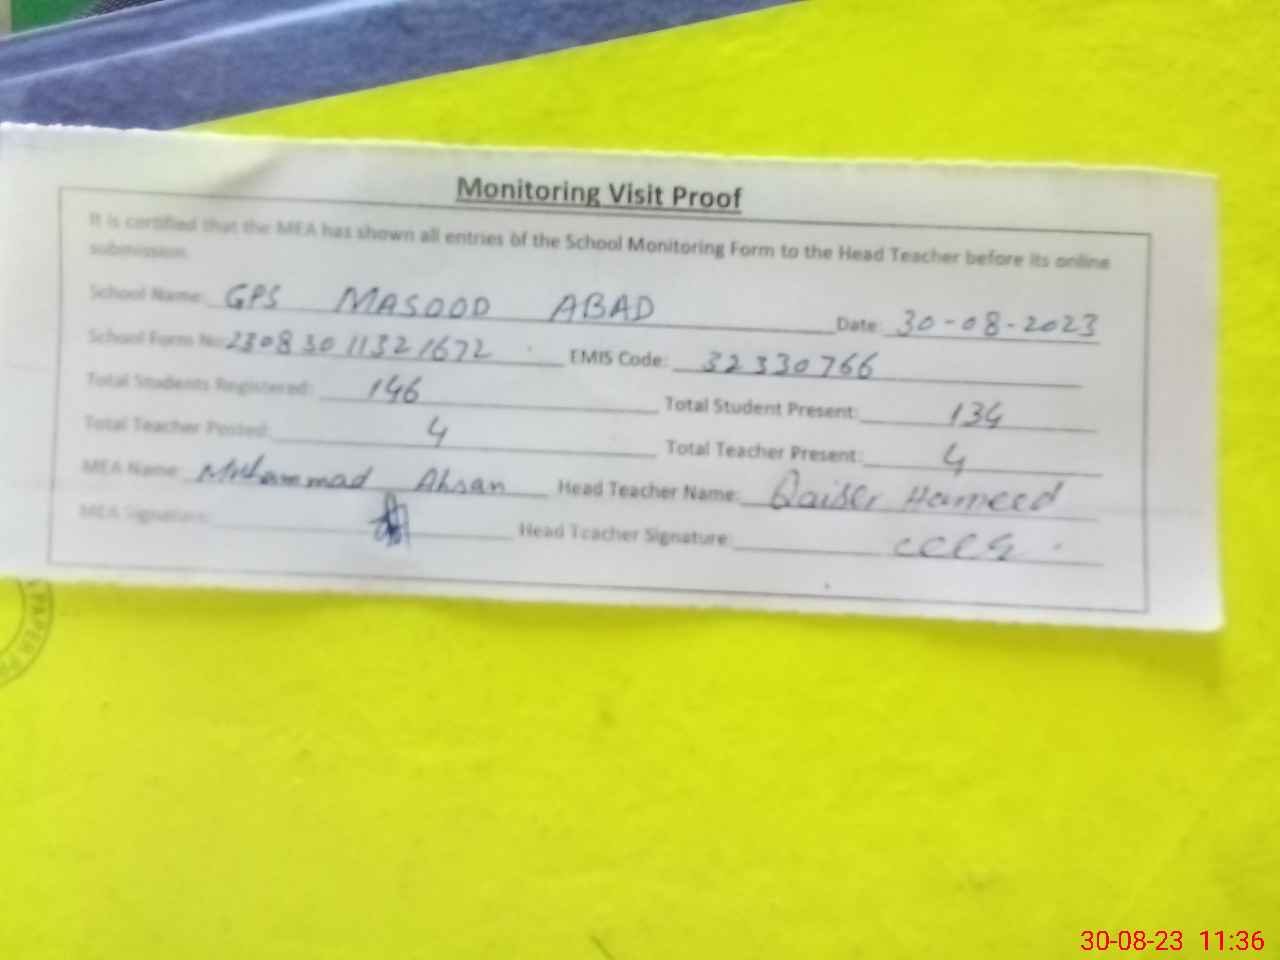 Monitoring Visit Proof
It is certified that the MEA has shown all entries of the School Monitoring Form to the Head Teacher before its online
submission.
School Name: GPS MASOOD ABAD Date: 30-08-2023
School Form No: 23083011321672 EMIS Code: 32330766
Total Students Registered: 146 Total Student Present: 134
Total Teacher Posted: 4 Total Teacher Present: 4
MEA Name: Muhammad Ahsan Head Teacher Name: Qaiser Hameed
MEA Signature: Head Teacher Signature:
30-08-23 11:36